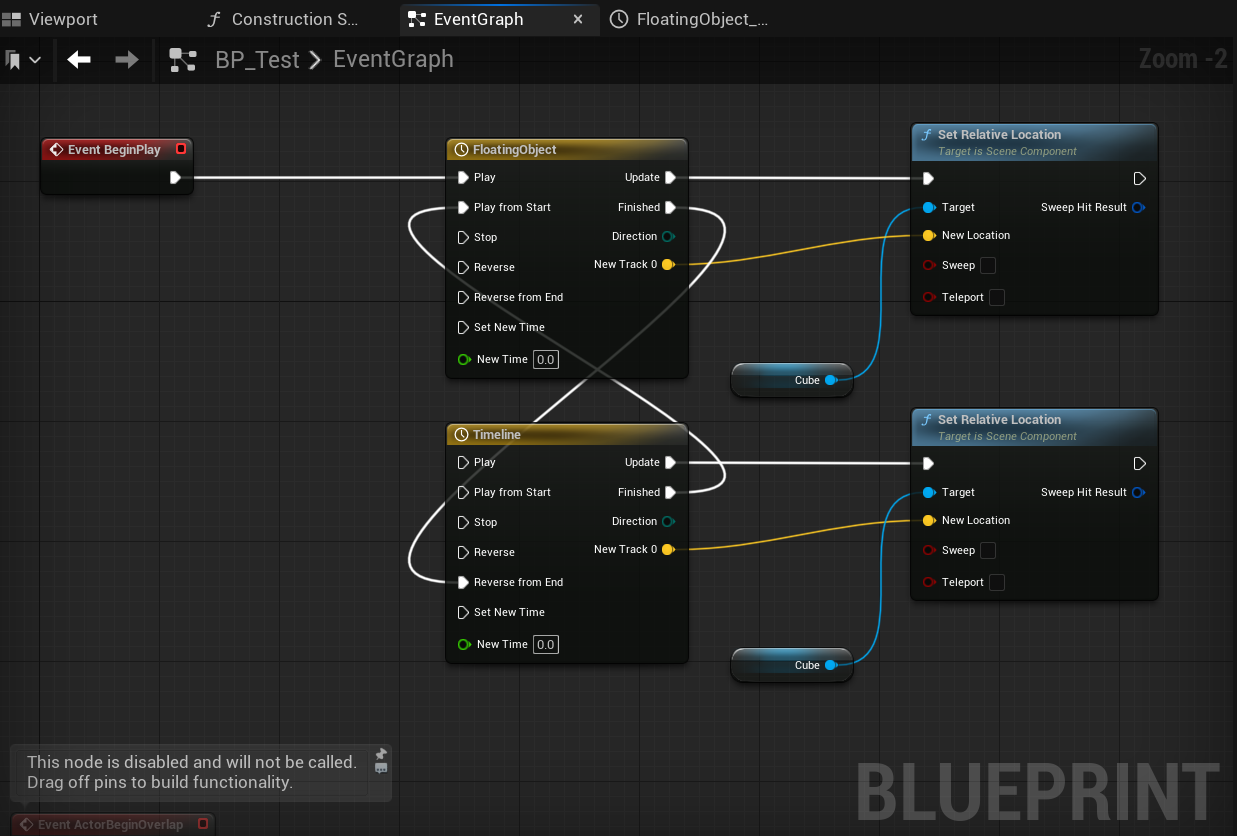 Viewport
Construction S...
EventGraph
FloatingObject_...
BP_Test
EventGraph
Zoom -2
Event BeginPlay
FloatingObject
Play
Update
Play from Start
Finished
Stop
Direction
Reverse
New Track 0
Reverse from End
Set New Time
New Time 0.0
Set Relative Location
Target is Scene Component
Target
Sweep Hit Result
New Location
Sweep
Teleport
Cube
Timeline
Play
Update
Play from Start
Finished
Stop
Direction
Reverse
New Track 0
Reverse from End
Set New Time
New Time 0.0
Set Relative Location
Target is Scene Component
Target
Sweep Hit Result
New Location
Sweep
Teleport
Cube
This node is disabled and will not be called.
Drag off pins to build functionality.
Event ActorBeginOverlap
BLUEPRINT